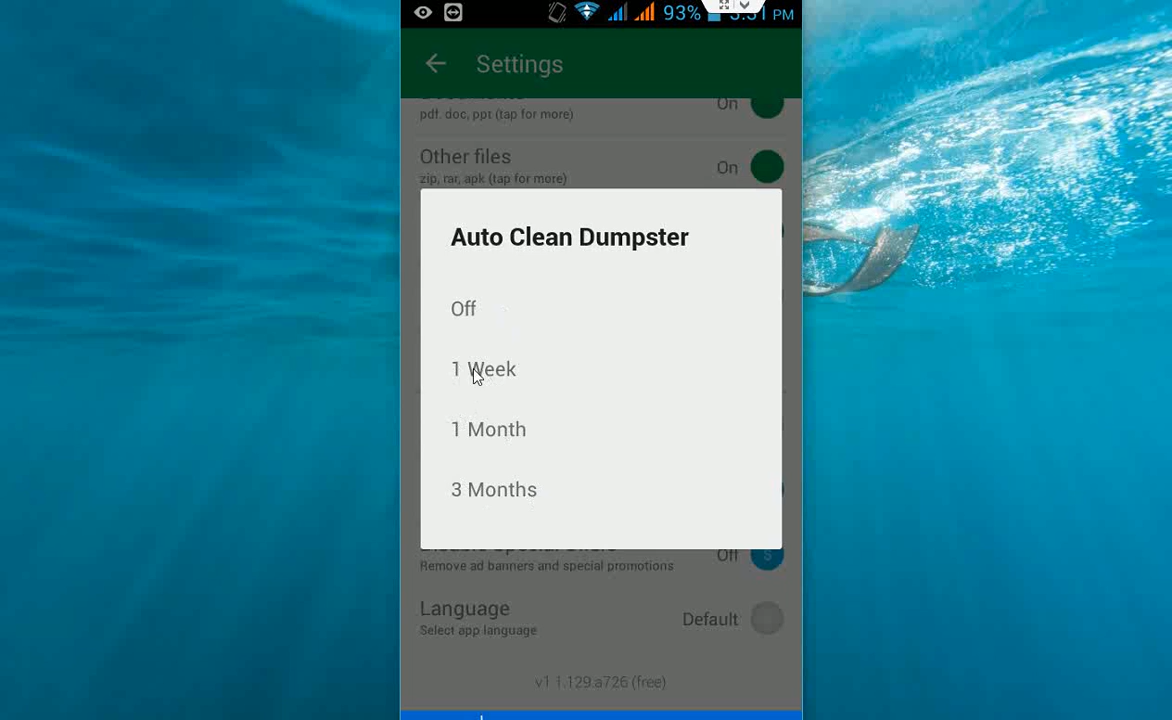 93%
PM
Settings
On
pdf. doc, ppt (tap for more)
Other files
On
zip, rar, apk (tap for more)
Auto Clean Dumpster
Off
1 Week
1 Month
3 Months
Off
Remove ad banners and special promotions
Language
Default
Select app language
v1.1.129.a726 (free)